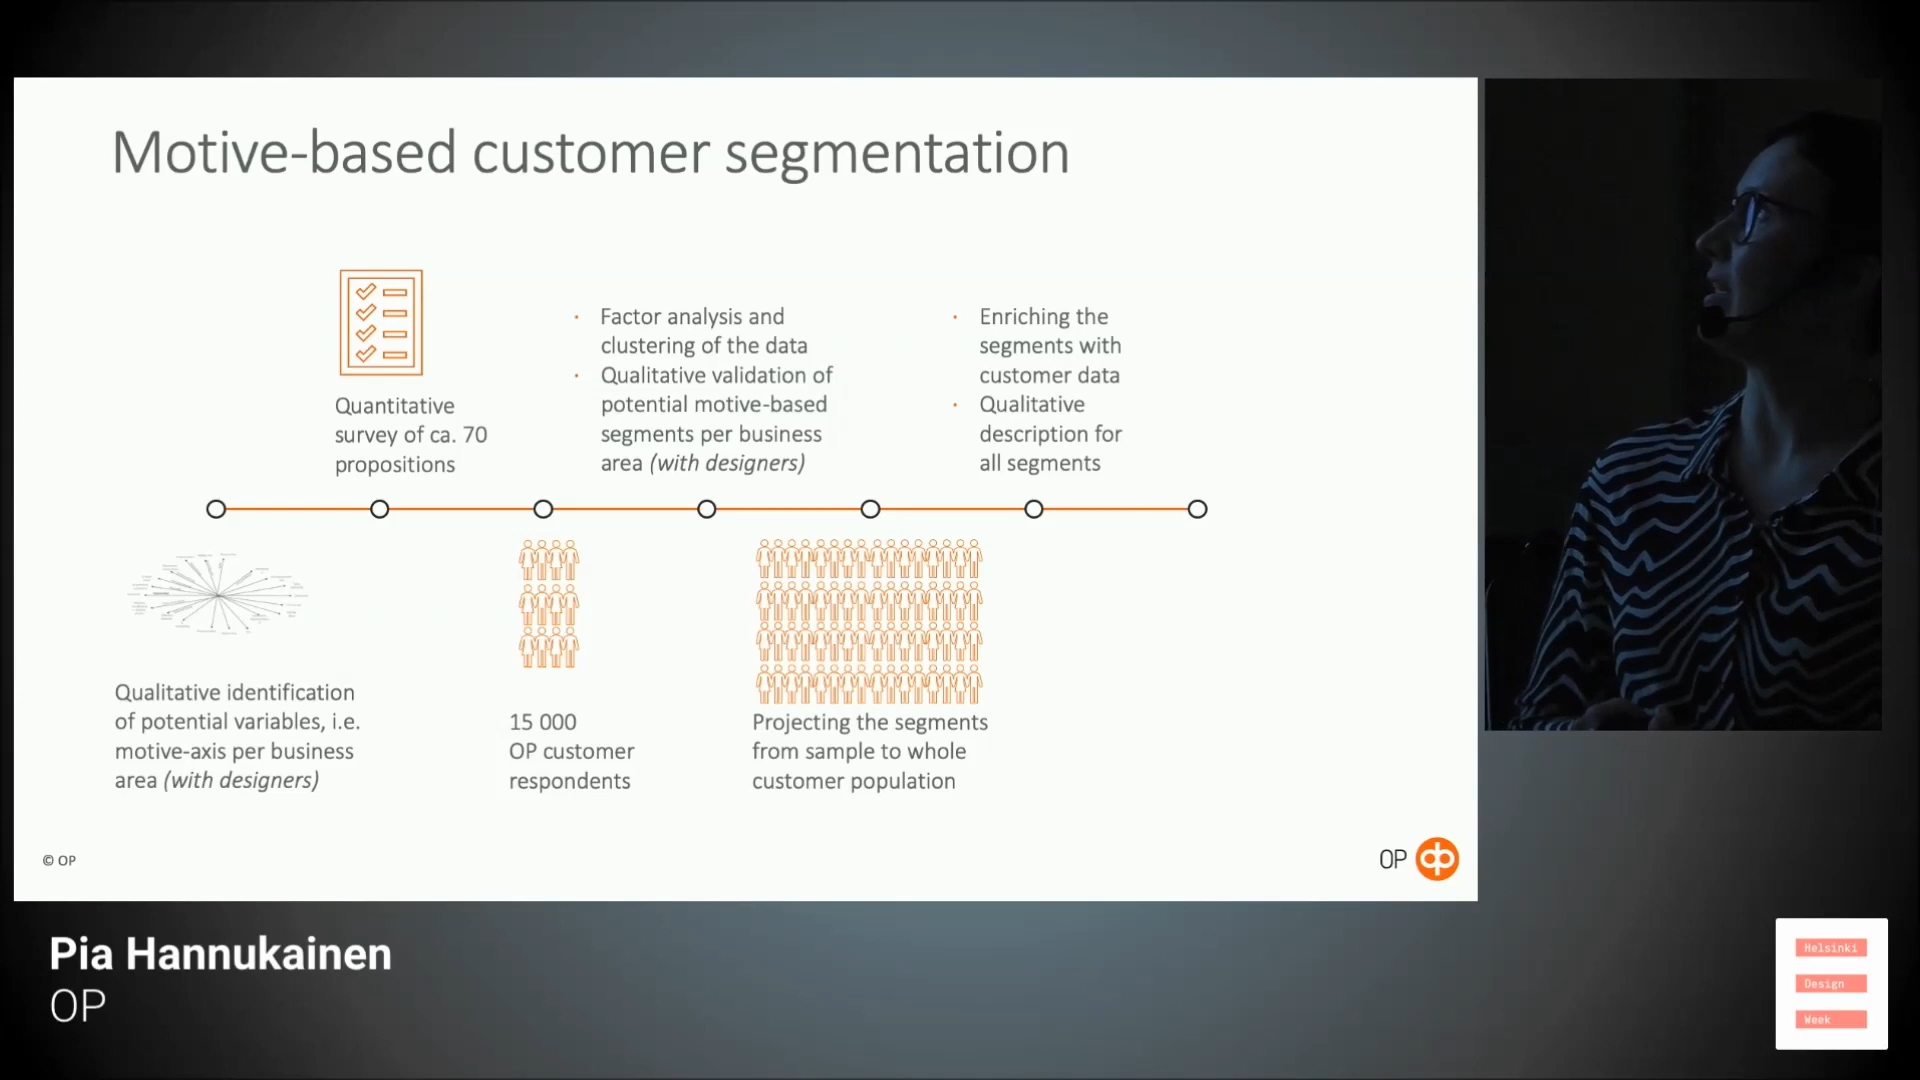 Motive-based customer segmentation
Quantitative
survey of ca. 70
propositions
· Factor analysis and
clustering of the data
· Qualitative validation of
potential motive-based
segments per business
area (with designers)
· Enriching the
segments with
customer data
· Qualitative
description for
all segments
Qualitative identification
of potential variables, i.e.
motive-axis per business
area (with designers)
15 000
OP customer
respondents
Projecting the segments
from sample to whole
customer population
© OP
OP
Pia Hannukainen
OP
Helsinki
Design
Week